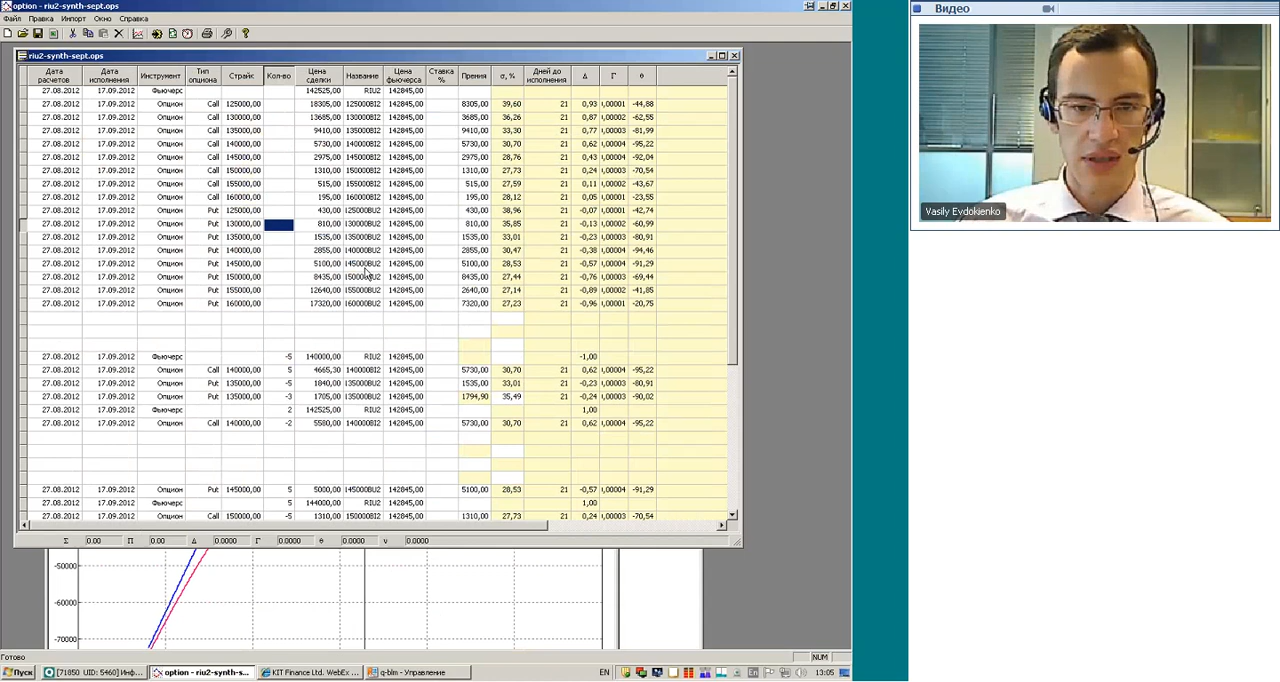 option - riu2-synth-sept.ops
Файл Правка Импорт Окно Справка
riu2-synth-sept.ops
Дата расчетов Дата исполнения Инструмент Тип опциона Страйк Кол-во Цена сделки Название Цена фьючерса Ставка % Премия σ, % Дней до исполнения Δ Γ θ
27.08.2012 17.09.2012 Фьючерс 142525,00 RIU2 142845,00
27.08.2012 17.09.2012 Опцион Call 125000,00 18305,00 125000BI2 142845,00 8305,00 39,60 21 0,93 ,00001 -44,88
27.08.2012 17.09.2012 Опцион Call 130000,00 13685,00 130000BI2 142845,00 3685,00 36,26 21 0,87 ,00002 -62,55
27.08.2012 17.09.2012 Опцион Call 135000,00 9410,00 135000BI2 142845,00 9410,00 33,30 21 0,77 ,00003 -81,99
27.08.2012 17.09.2012 Опцион Call 140000,00 5730,00 140000BI2 142845,00 5730,00 30,70 21 0,62 ,00004 -95,22
27.08.2012 17.09.2012 Опцион Call 145000,00 2975,00 145000BI2 142845,00 2975,00 28,76 21 0,43 ,00004 -92,04
27.08.2012 17.09.2012 Опцион Call 150000,00 1310,00 150000BI2 142845,00 1310,00 27,73 21 0,24 ,00003 -70,54
27.08.2012 17.09.2012 Опцион Call 155000,00 515,00 155000BI2 142845,00 515,00 27,59 21 0,11 ,00002 -43,67
27.08.2012 17.09.2012 Опцион Call 160000,00 195,00 160000BI2 142845,00 195,00 28,12 21 0,05 ,00001 -23,55
27.08.2012 17.09.2012 Опцион Put 125000,00 430,00 125000BU2 142845,00 430,00 38,96 21 -0,07 ,00001 -42,74
27.08.2012 17.09.2012 Опцион Put 130000,00 810,00 130000BU2 142845,00 810,00 35,85 21 -0,13 ,00002 -60,99
27.08.2012 17.09.2012 Опцион Put 135000,00 1535,00 135000BU2 142845,00 1535,00 33,01 21 -0,23 ,00003 -80,91
27.08.2012 17.09.2012 Опцион Put 140000,00 2855,00 140000BU2 142845,00 2855,00 30,47 21 -0,38 ,00004 -94,46
27.08.2012 17.09.2012 Опцион Put 145000,00 5100,00 145000BU2 142845,00 5100,00 28,53 21 -0,57 ,00004 -91,29
27.08.2012 17.09.2012 Опцион Put 150000,00 8435,00 150000BU2 142845,00 8435,00 27,44 21 -0,76 ,00003 -69,44
27.08.2012 17.09.2012 Опцион Put 155000,00 12640,00 155000BU2 142845,00 2640,00 27,14 21 -0,89 ,00002 -41,85
27.08.2012 17.09.2012 Опцион Put 160000,00 17320,00 160000BU2 142845,00 7320,00 27,23 21 -0,96 ,00001 -20,75
27.08.2012 17.09.2012 Фьючерс -5 140000,00 RIU2 142845,00 -1,00
27.08.2012 17.09.2012 Опцион Call 140000,00 5 4665,30 140000BI2 142845,00 5730,00 30,70 21 0,62 ,00004 -95,22
27.08.2012 17.09.2012 Опцион Put 135000,00 -5 1840,00 135000BU2 142845,00 1535,00 33,01 21 -0,23 ,00003 -80,91
27.08.2012 17.09.2012 Опцион Put 135000,00 -3 1705,00 135000BU2 142845,00 1794,90 35,49 21 -0,24 ,00003 -90,02
27.08.2012 17.09.2012 Фьючерс 2 142525,00 RIU2 142845,00 1,00
27.08.2012 17.09.2012 Опцион Call 140000,00 -2 5580,00 140000BI2 142845,00 5730,00 30,70 21 0,62 ,00004 -95,22
27.08.2012 17.09.2012 Опцион Put 145000,00 5 5000,00 145000BU2 142845,00 5100,00 28,53 21 -0,57 ,00004 -91,29
27.08.2012 17.09.2012 Фьючерс 5 144000,00 RIU2 142845,00 1,00
27.08.2012 17.09.2012 Опцион Call 150000,00 -5 1310,00 150000BI2 142845,00 1310,00 27,73 21 0,24 ,00003 -70,54
Σ 0.00 Π 0.00 Δ 0.0000 Γ 0.0000 θ 0.0000 ν 0.0000
-50000
-60000
-70000
Готово
NUM
Пуск
[71850 UID: 5460] Инф...
option - riu2-synth-s...
KIT Finance Ltd. WebEx ...
q-blm - Управление
EN
13:05
Видео
Vasily Evdokienko